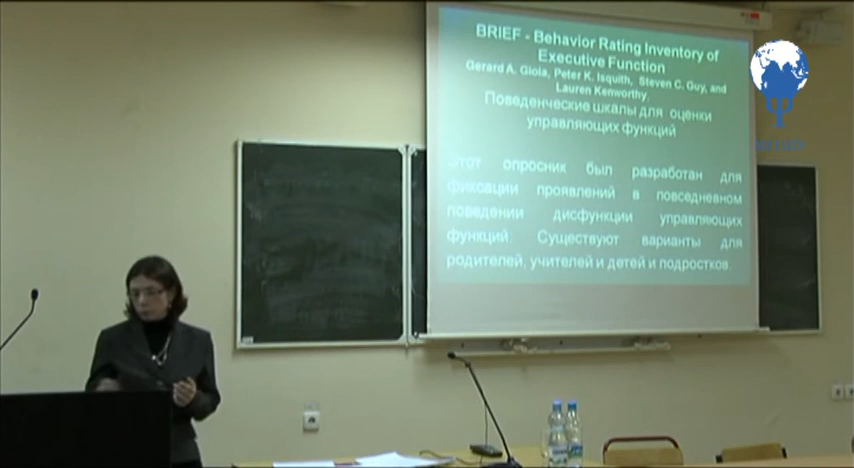 BRIEF - Behavior Rating Inventory of
Executive Function
Gerard A. Gioia, Peter K. Isquith, Steven C. Guy, and
Lauren Kenworthy,
Поведенческие шкалы для оценки
управляющих функций
Этот опросник был разработан для
фиксации проявлений в повседневном
поведении дисфункции управляющих
функций. Существуют варианты для
родителей, учителей и детей и подростков.